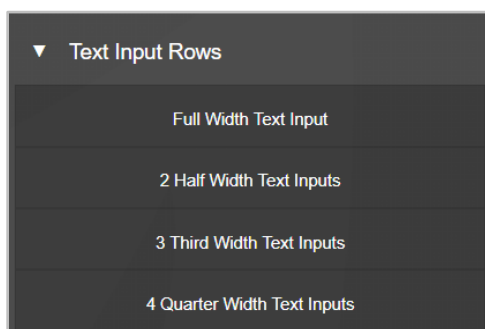 Text Input Rows
Full Width Text Input
2 Half Width Text Inputs
3 Third Width Text Inputs
4 Quarter Width Text Inputs